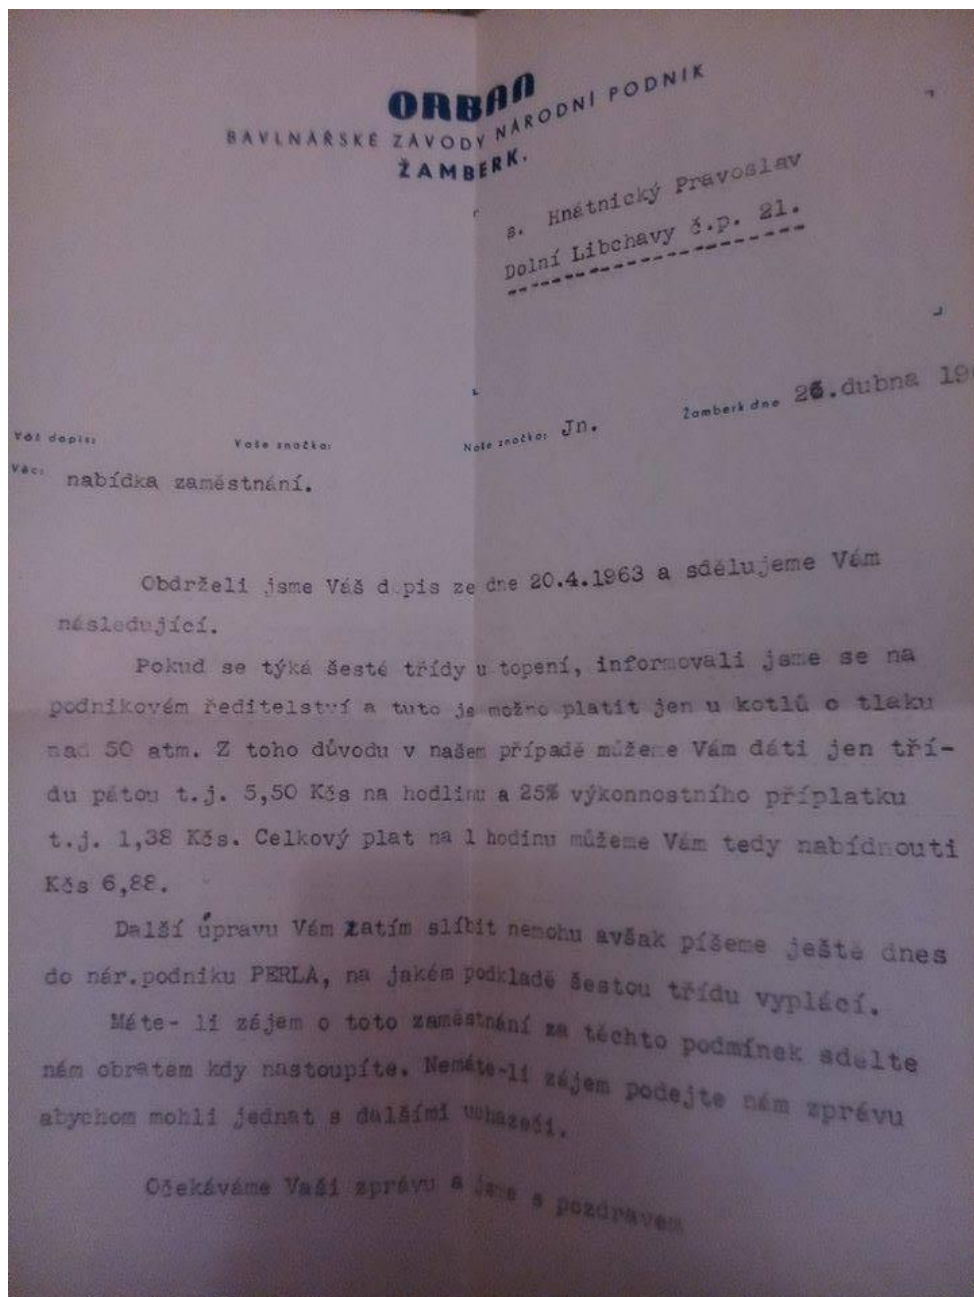 ORBAN
BAVLNÁŘSKÉ ZÁVODY NÁRODNÍ PODNIK
ŽAMBERK.
s. Hnátnický Pravoslav
Dolní Libchavy č.p. 21.
Váš dopis: Vaše značka: Naše značka: Jn. Žamberk dne 26.dubna 19
Věc: nabídka zaměstnání.
Obdrželi jsme Váš dopis ze dne 20.4.1963 a sdělujeme Vám
následující.
Pokud se týká šesté třídy u topení, informovali jsme se na
podnikovém ředitelství a tuto je možno platit jen u kotlů o tlaku
nad 50 atm. Z toho důvodu v našem případě můžeme Vám dáti jen tří-
du pátou t.j. 5,50 Kčs na hodinu a 25% výkonnostního příplatku
t.j. 1,38 Kčs. Celkový plat na 1 hodinu můžeme Vám tedy nabídnouti
Kčs 6,88.
Další úpravu Vám zatím slíbit nemohu avšak píšeme ještě dnes
do nár.podniku PERLA, na jakém podkladě šestou třídu vyplácí.
Máte- li zájem o toto zaměstnání za těchto podmínek sdelte
nám obratem kdy nastoupíte. Nemáte-li zájem podejte nám zprávu
abychom mohli jednat s dalšími uchazeči.
Očekáváme Vaši zprávu a jsme s pozdravem